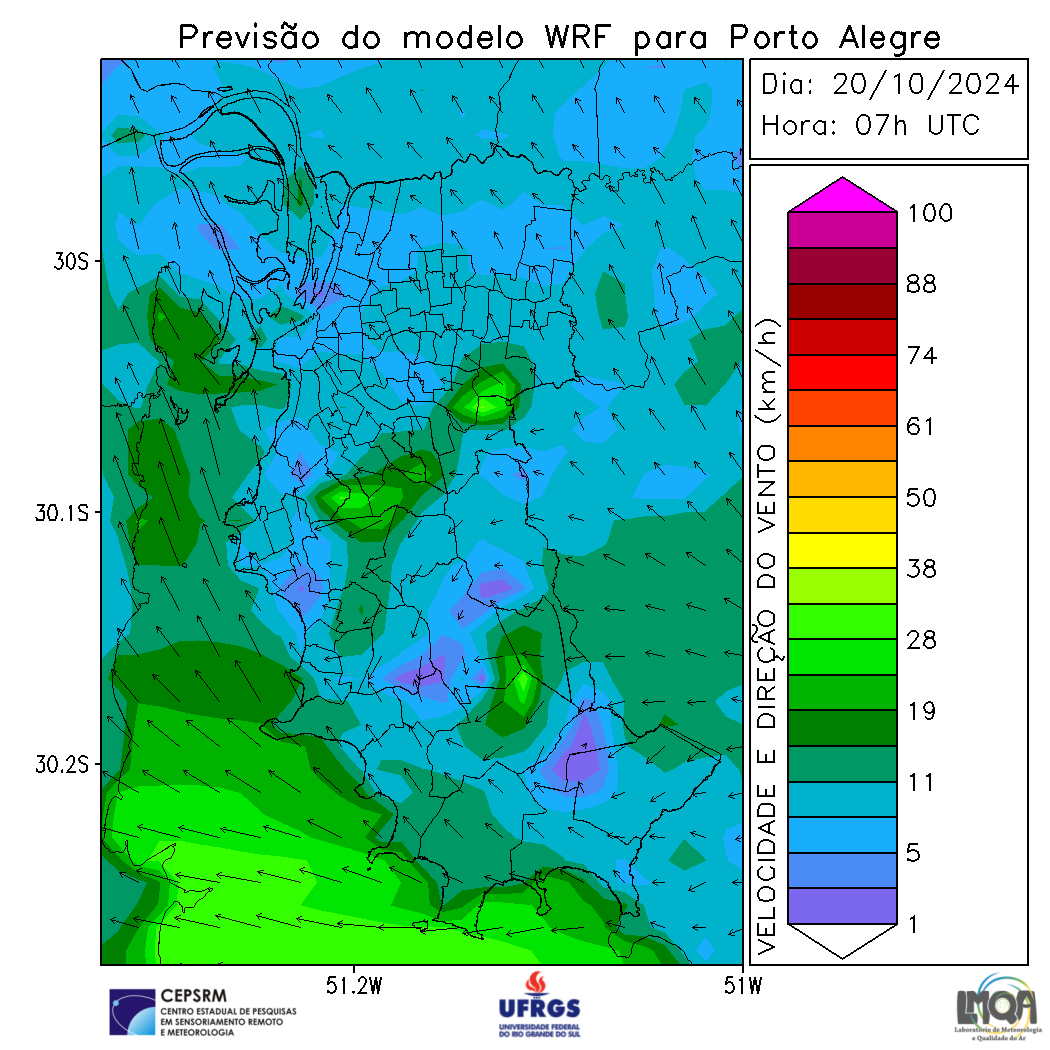 Previsão do modelo WRF para Porto Alegre
Dia: 20/10/2024
Hora: 07h UTC
30S
30.1S
30.2S
51.2W
51W
VELOCIDADE E DIREÇÃO DO VENTO (km/h)
100
88
74
61
50
38
28
19
11
5
1
CEPSRM
CENTRO ESTADUAL DE PESQUISAS
EM SENSORIAMENTO REMOTO
E METEOROLOGIA
UFRGS
UNIVERSIDADE FEDERAL
DO RIO GRANDE DO SUL
LMQA
Laboratório de Meteorologia
e Qualidade do Ar